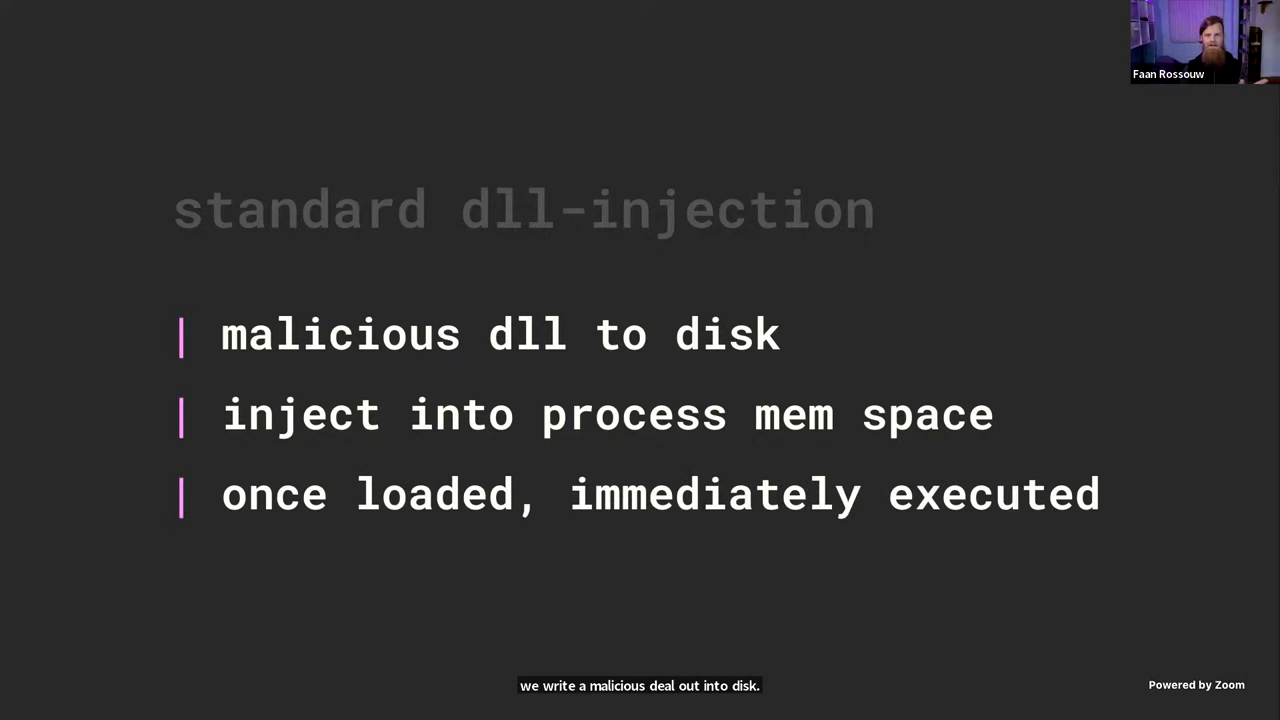 Faan Rossouw
standard dll-injection
| malicious dll to disk
| inject into process mem space
| once loaded, immediately executed
we write a malicious deal out into disk.
Powered by Zoom